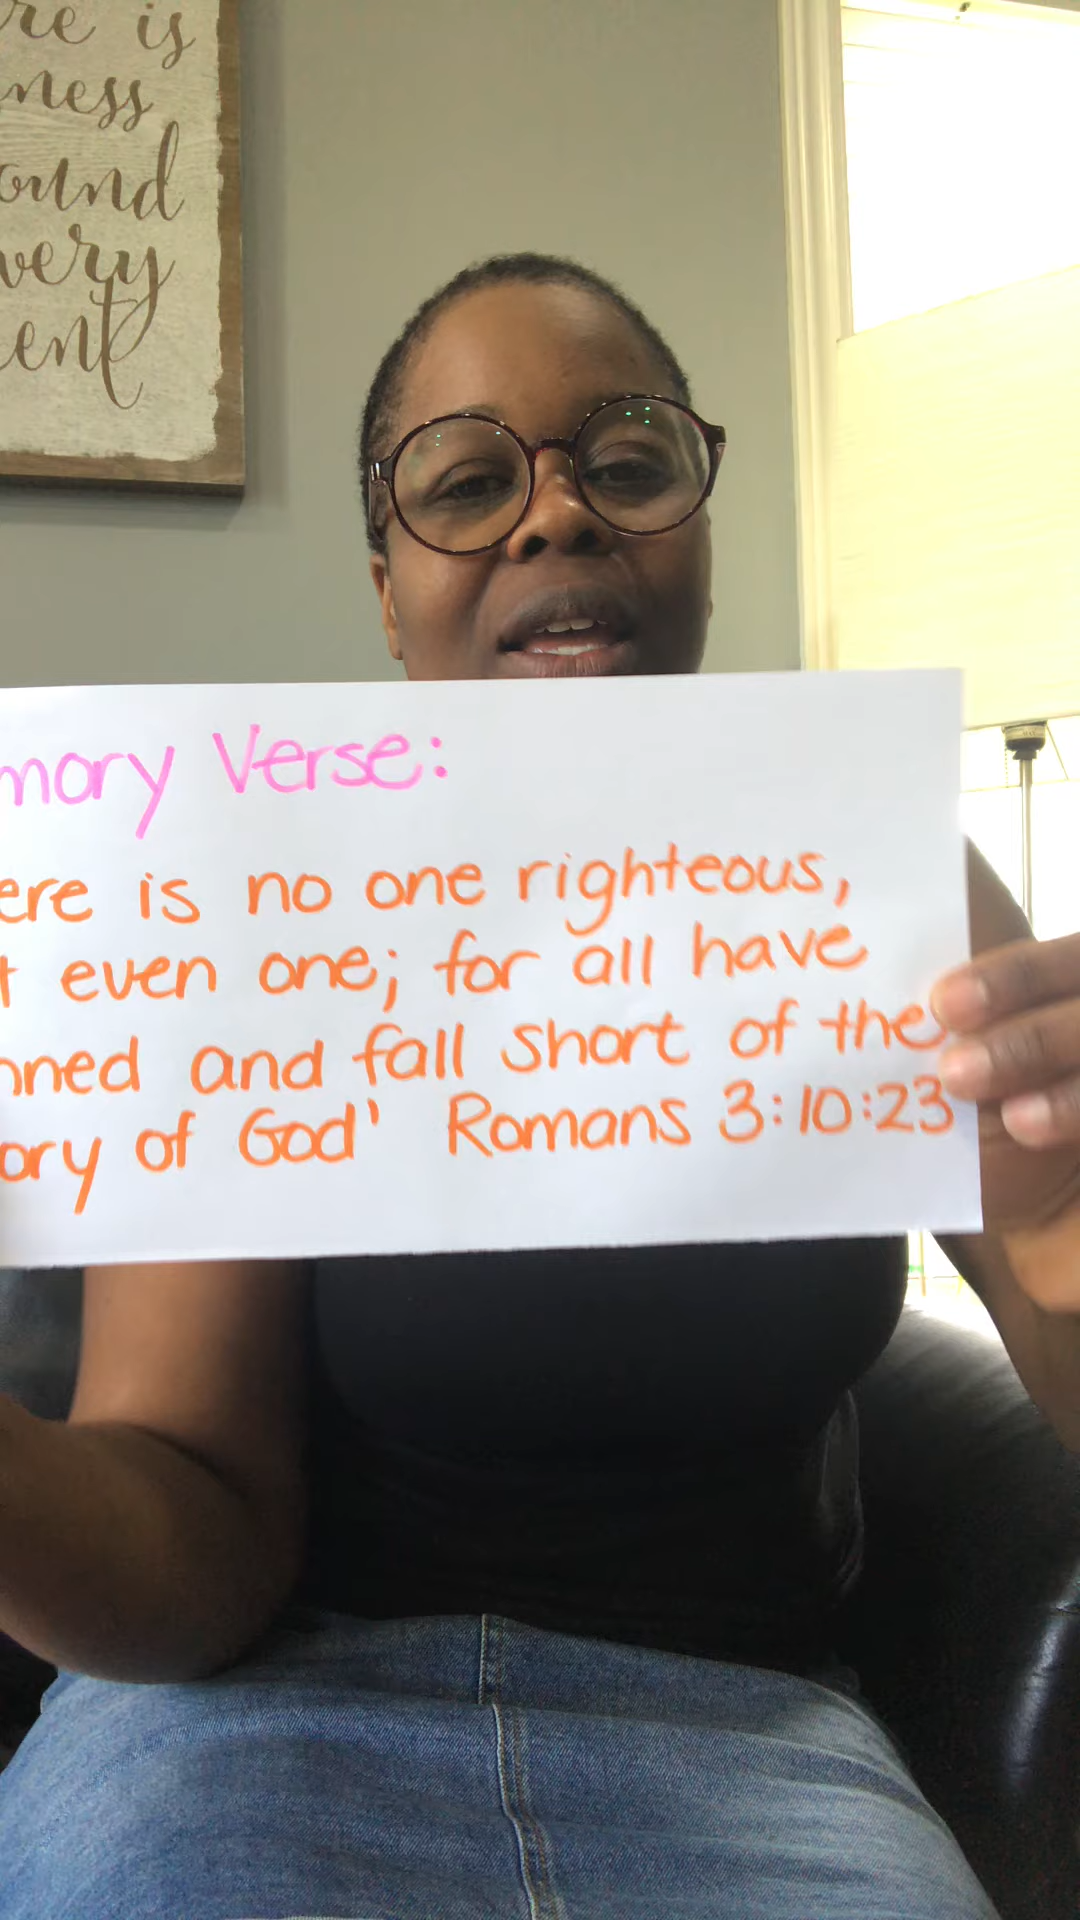 re is
ness
ound
very
ent
mory Verse:
ere is no one righteous,
t even one; for all have
nned and fall short of the
ory of God' Romans 3:10:23